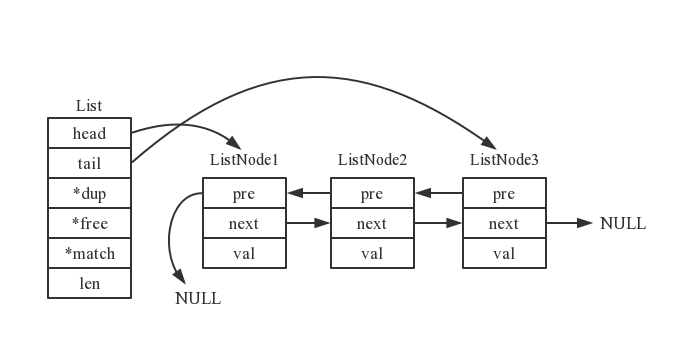 List
head
tail
*dup
*free
*match
len
ListNode1
pre
next
val
NULL
ListNode2
pre
next
val
ListNode3
pre
next
val
NULL